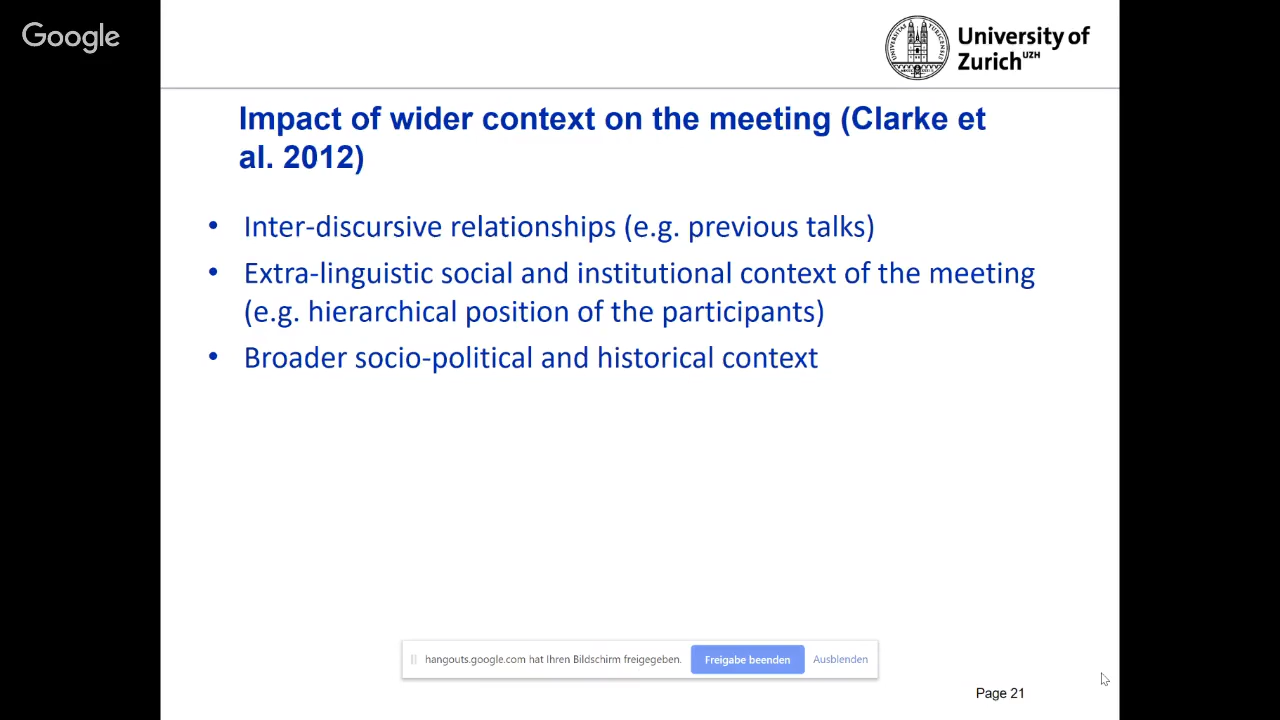 Google
University of
Zurich UZH
Impact of wider context on the meeting (Clarke et
al. 2012)
• Inter-discursive relationships (e.g. previous talks)
• Extra-linguistic social and institutional context of the meeting
(e.g. hierarchical position of the participants)
• Broader socio-political and historical context
hangouts.google.com hat Ihren Bildschirm freigegeben. Freigabe beenden Ausblenden
Page 21